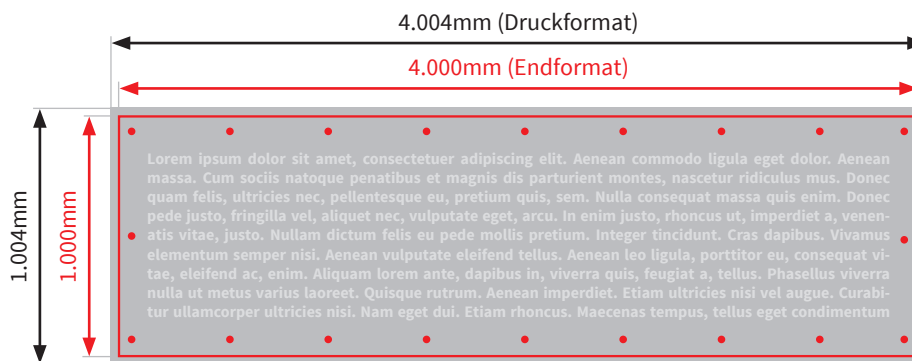 4.004mm (Druckformat)
4.000mm (Endformat)
1.004mm
1.000mm
Lorem ipsum dolor sit amet, consectetuer adipiscing elit. Aenean commodo ligula eget dolor. Aenean
massa. Cum sociis natoque penatibus et magnis dis parturient montes, nascetur ridiculus mus. Donec
quam felis, ultricies nec, pellentesque eu, pretium quis, sem. Nulla consequat massa quis enim. Donec
pede justo, fringilla vel, aliquet nec, vulputate eget, arcu. In enim justo, rhoncus ut, imperdiet a, venen-
atis vitae, justo. Nullam dictum felis eu pede mollis pretium. Integer tincidunt. Cras dapibus. Vivamus
elementum semper nisi. Aenean vulputate eleifend tellus. Aenean leo ligula, porttitor eu, consequat vi-
tae, eleifend ac, enim. Aliquam lorem ante, dapibus in, viverra quis, feugiat a, tellus. Phasellus viverra
nulla ut metus varius laoreet. Quisque rutrum. Aenean imperdiet. Etiam ultricies nisi vel augue. Curabi-
tur ullamcorper ultricies nisi. Nam eget dui. Etiam rhoncus. Maecenas tempus, tellus eget condimentum